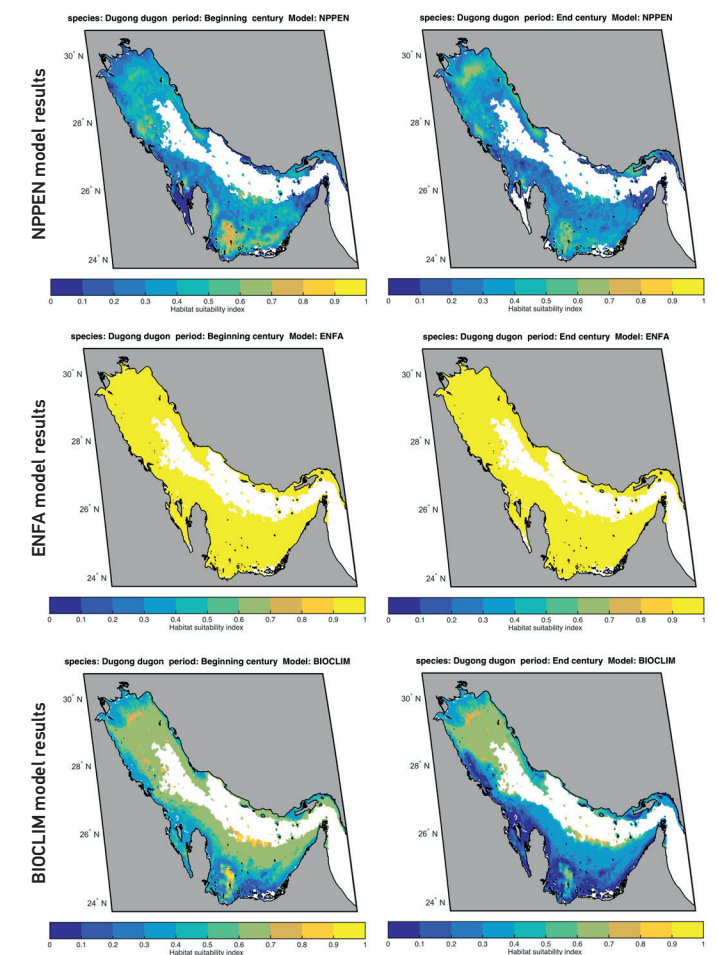 species: Dugong dugon period: Beginning century Model: NPPEN
species: Dugong dugon period: End century Model: NPPEN
NPPEN model results
30° N
28° N
26° N
24° N
30° N
28° N
26° N
24° N
0 0.1 0.2 0.3 0.4 0.5 0.6 0.7 0.8 0.9 1
Habitat suitability index
0 0.1 0.2 0.3 0.4 0.5 0.6 0.7 0.8 0.9 1
Habitat suitability index
species: Dugong dugon period: Beginning century Model: ENFA
species: Dugong dugon period: End century Model: ENFA
ENFA model results
30° N
28° N
26° N
24° N
30° N
28° N
26° N
24° N
0 0.1 0.2 0.3 0.4 0.5 0.6 0.7 0.8 0.9 1
Habitat suitability index
0 0.1 0.2 0.3 0.4 0.5 0.6 0.7 0.8 0.9 1
Habitat suitability index
species: Dugong dugon period: Beginning century Model: BIOCLIM
species: Dugong dugon period: End century Model: BIOCLIM
BIOCLIM model results
30° N
28° N
26° N
24° N
30° N
28° N
26° N
24° N
0 0.1 0.2 0.3 0.4 0.5 0.6 0.7 0.8 0.9 1
Habitat suitability index
0 0.1 0.2 0.3 0.4 0.5 0.6 0.7 0.8 0.9 1
Habitat suitability index